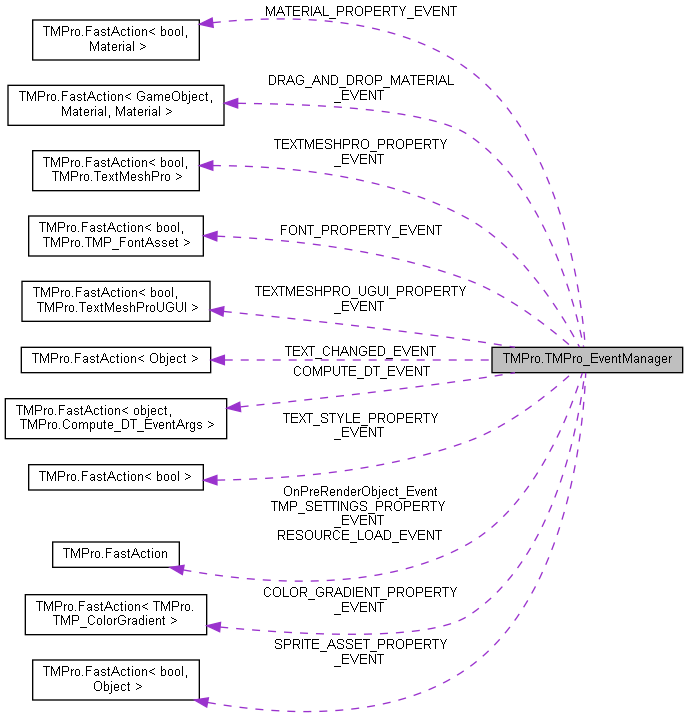 MATERIAL_PROPERTY_EVENT
TMPro.FastAction< bool,
Material >
DRAG_AND_DROP_MATERIAL
_EVENT
TMPro.FastAction< GameObject,
Material, Material >
TEXTMESHPRO_PROPERTY
_EVENT
TMPro.FastAction< bool,
TMPro.TextMeshPro >
FONT_PROPERTY_EVENT
TMPro.FastAction< bool,
TMPro.TMP_FontAsset >
TEXTMESHPRO_UGUI_PROPERTY
_EVENT
TMPro.FastAction< bool,
TMPro.TextMeshProUGUI >
TEXT_CHANGED_EVENT
TMPro.FastAction< Object >
TMPro.TMPro_EventManager
COMPUTE_DT_EVENT
TMPro.FastAction< object,
TMPro.Compute_DT_EventArgs >
TEXT_STYLE_PROPERTY
_EVENT
TMPro.FastAction< bool >
OnPreRenderObject_Event
TMP_SETTINGS_PROPERTY
_EVENT
RESOURCE_LOAD_EVENT
TMPro.FastAction
COLOR_GRADIENT_PROPERTY
_EVENT
TMPro.FastAction< TMPro.
TMP_ColorGradient >
SPRITE_ASSET_PROPERTY
_EVENT
TMPro.FastAction< bool,
Object >